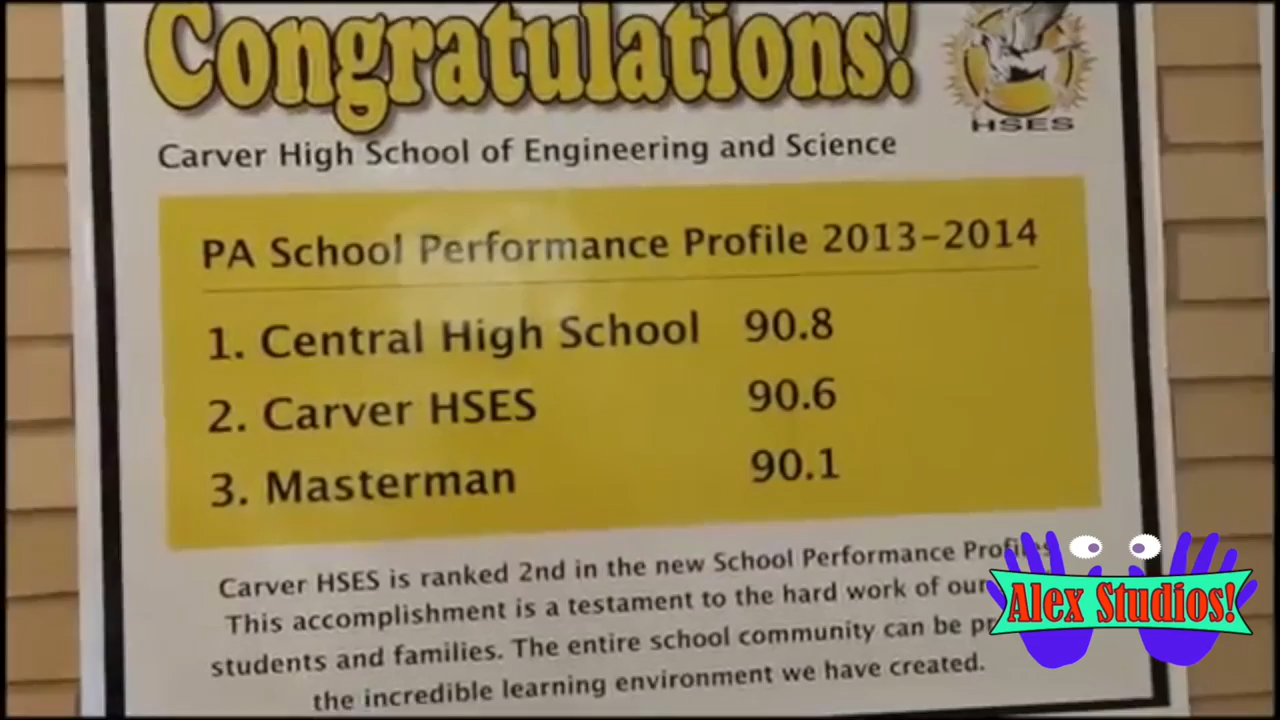 Congratulations!
HSES
Carver High School of Engineering and Science
PA School Performance Profile 2013-2014
1. Central High School 90.8
2. Carver HSES 90.6
3. Masterman 90.1
Carver HSES is ranked 2nd in the new School Performance Profiles
This accomplishment is a testament to the hard work of our
students and families. The entire school community can be
the incredible learning environment we have created.
Alex Studios!